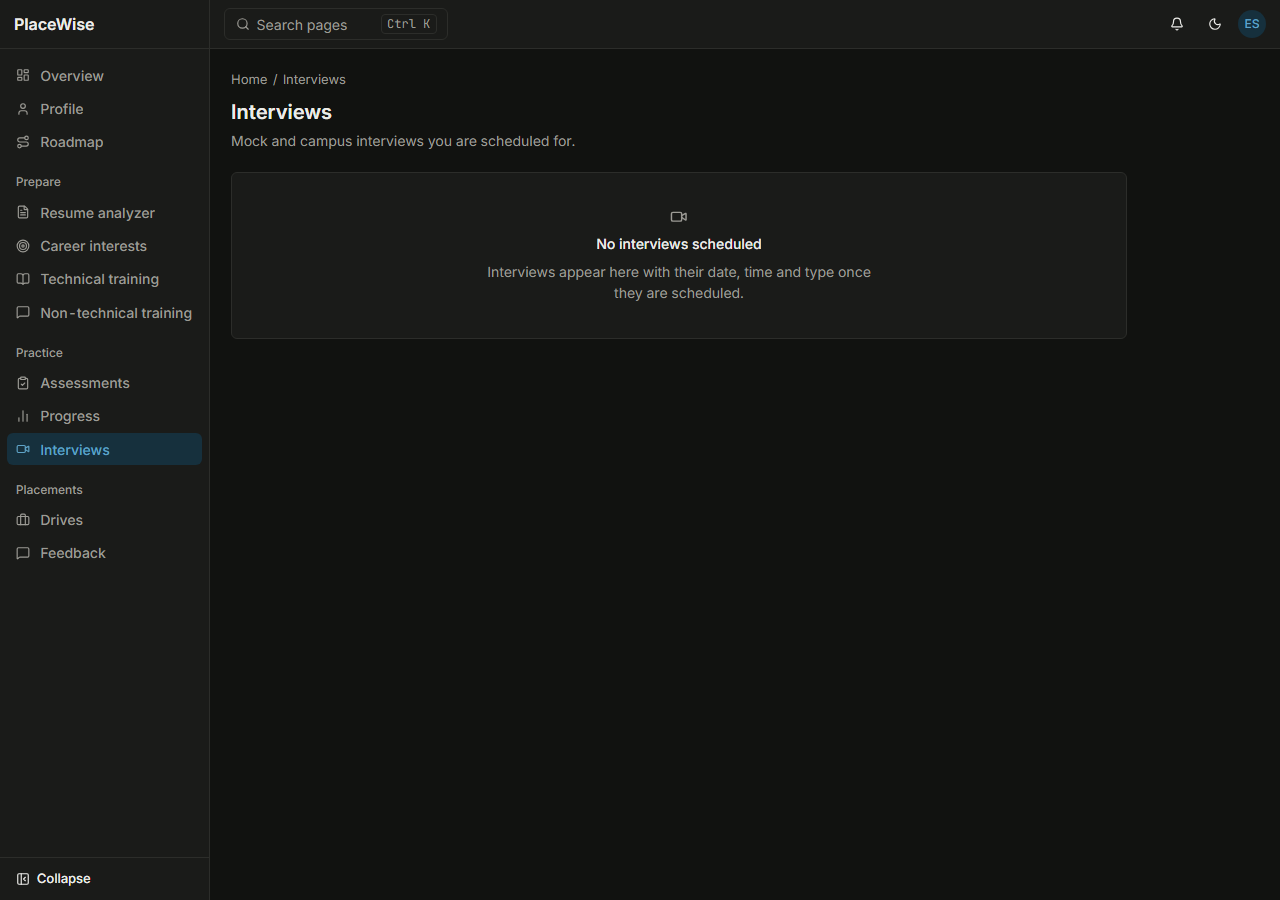 PlaceWise
Search pages
Ctrl K
ES
Overview
Profile
Roadmap
Prepare
Resume analyzer
Career interests
Technical training
Non-technical training
Practice
Assessments
Progress
Interviews
Placements
Drives
Feedback
Collapse
Home / Interviews
Interviews
Mock and campus interviews you are scheduled for.
No interviews scheduled
Interviews appear here with their date, time and type once
they are scheduled.